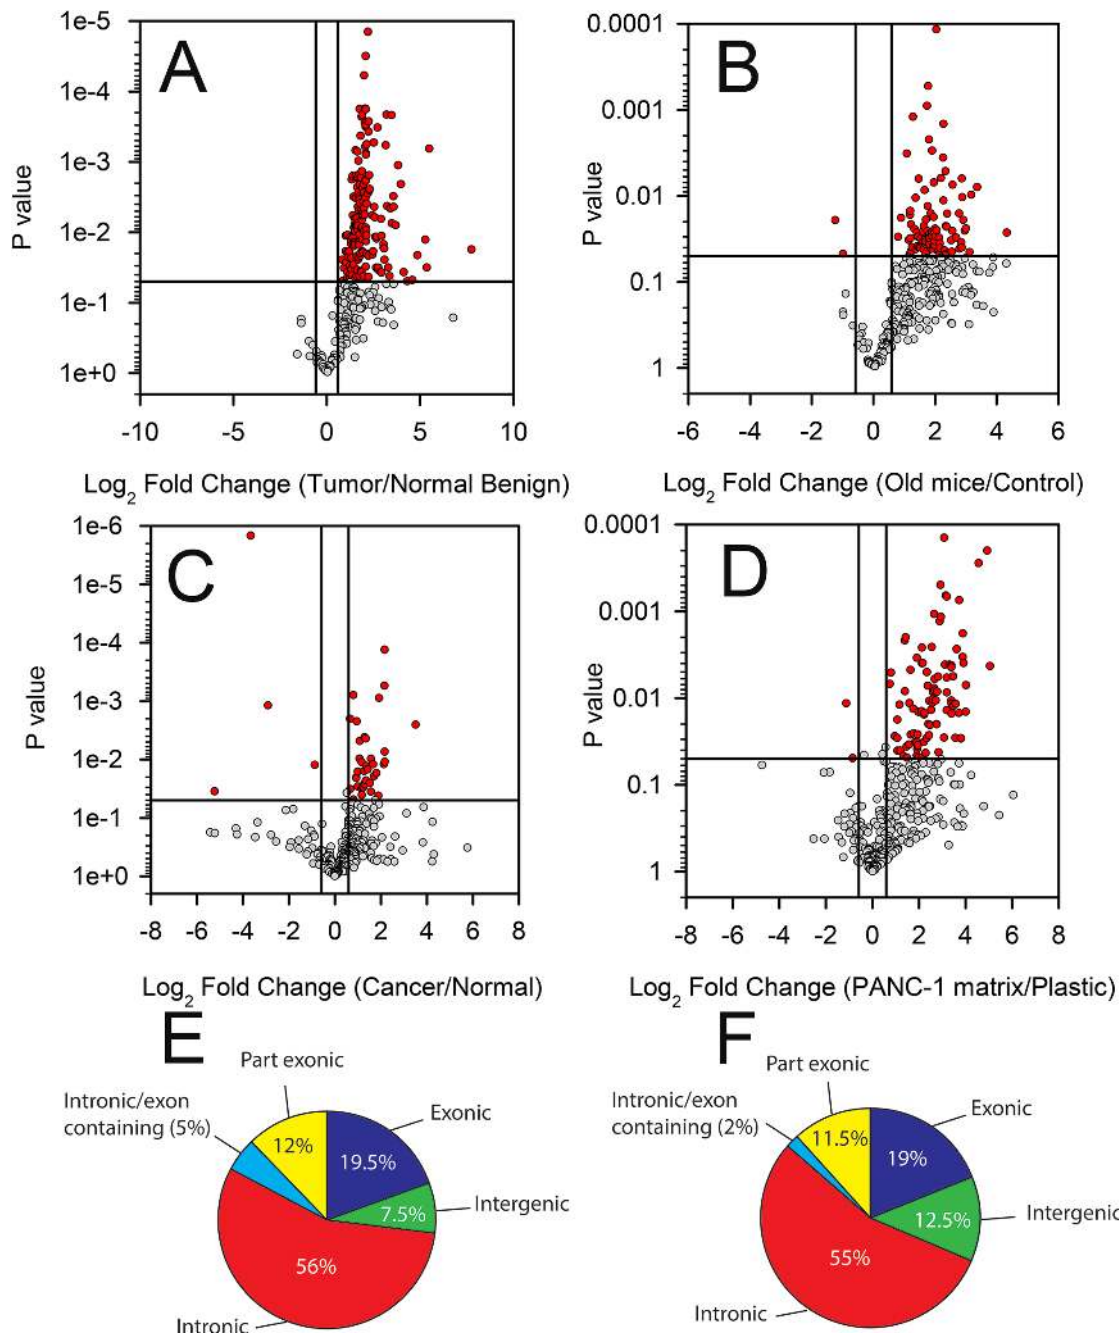 A
P value
1e-5
1e-4
1e-3
1e-2
1e-1
1e+0
-10 -5 0 5 10
Log2 Fold Change (Tumor/Normal Benign)
B
P value
0.0001
0.001
0.01
0.1
1
-6 -4 -2 0 2 4 6
Log2 Fold Change (Old mice/Control)
C
P value
1e-6
1e-5
1e-4
1e-3
1e-2
1e-1
1e+0
-8 -6 -4 -2 0 2 4 6 8
Log2 Fold Change (Cancer/Normal)
D
P value
0.0001
0.001
0.01
0.1
1
-8 -6 -4 -2 0 2 4 6 8
Log2 Fold Change (PANC-1 matrix/Plastic)
E
Part exonic
Intronic/exon
containing (5%)
Exonic
12%
19.5%
7.5%
Intergenic
56%
Intronic
F
Part exonic
Intronic/exon
containing (2%)
Exonic
11.5%
19%
12.5%
Intergenic
55%
Intronic